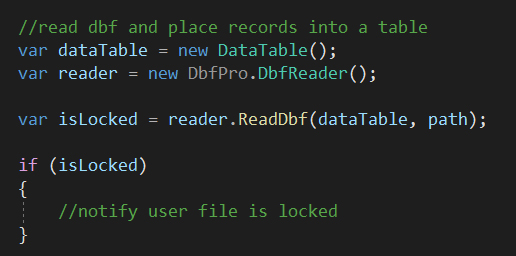 //read dbf and place records into a table
var dataTable = new DataTable();
var reader = new DbfPro.DbfReader();
var isLocked = reader.ReadDbf(dataTable, path);
if (isLocked)
{
//notify user file is locked
}